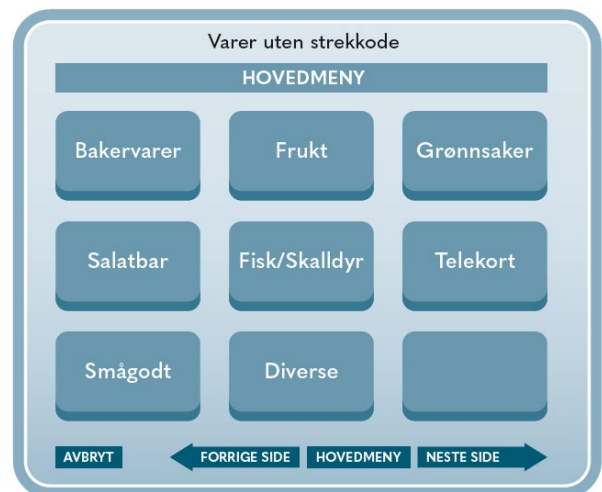 Varer uten strekkode
HOVEDMENY
Bakervarer Frukt Grønnsaker
Salatbar Fisk/Skalldyr Telekort
Smågodt Diverse
AVBRYT FORRIGE SIDE HOVEDMENY NESTE SIDE